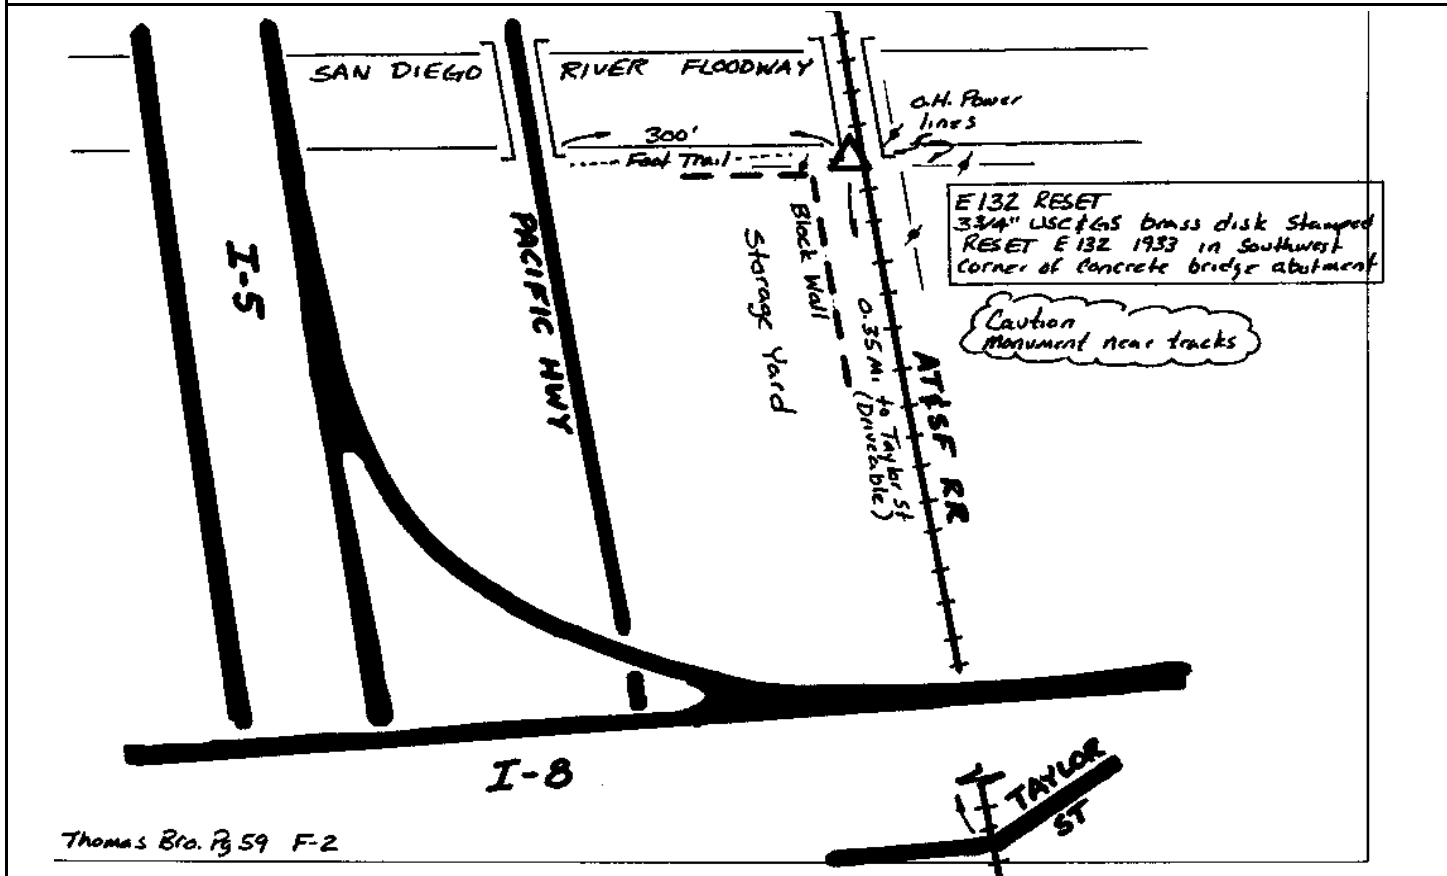 SAN DIEGO RIVER FLOODWAY
O.H. Power
lines
300'
Foot Trail
E 132 RESET
3 3/4" USC&GS brass disk Stamped
RESET E 132 1933 in Southwest
corner of concrete bridge abutment
Caution
Monument near tracks
I-5
PACIFIC HWY
Storage Yard
Block Wall
0.35 Mi to Taylor St
(Driveable)
AT&SF RR
I-8
TAYLOR
ST
Thomas Bro. Pg 59 F-2